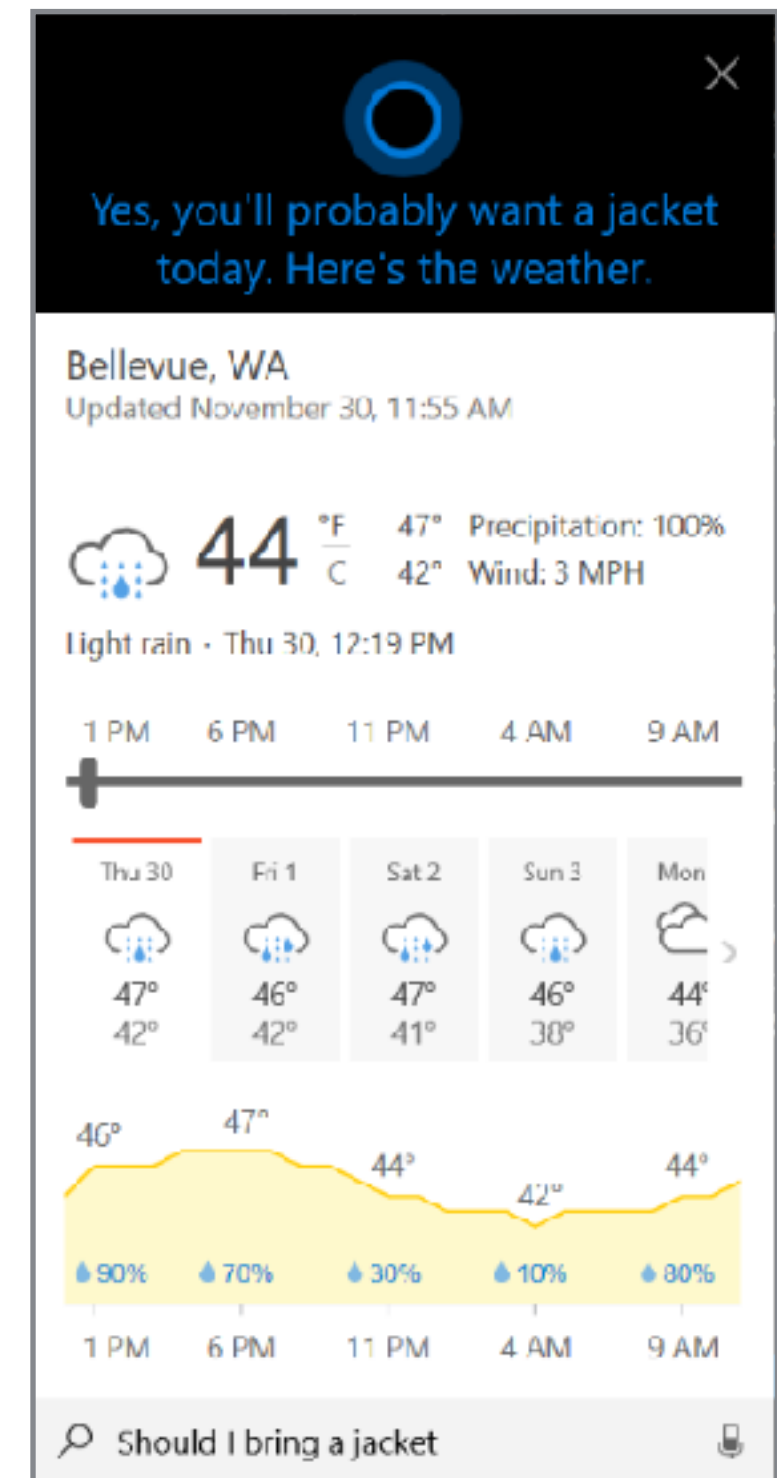 Yes, you'll probably want a jacket
today. Here's the weather.
Bellevue, WA
Updated November 30, 11:55 AM
44 °F 47° Precipitation: 100%
C 42° Wind: 3 MPH
Light rain · Thu 30, 12:19 PM
1 PM 6 PM 11 PM 4 AM 9 AM
Thu 30 Fri 1 Sat 2 Sun 3 Mon
47° 46° 47° 46° 44°
42° 42° 41° 38° 36°
46° 47° 44° 42° 44°
90% 70% 30% 10% 80%
1 PM 6 PM 11 PM 4 AM 9 AM
Should I bring a jacket